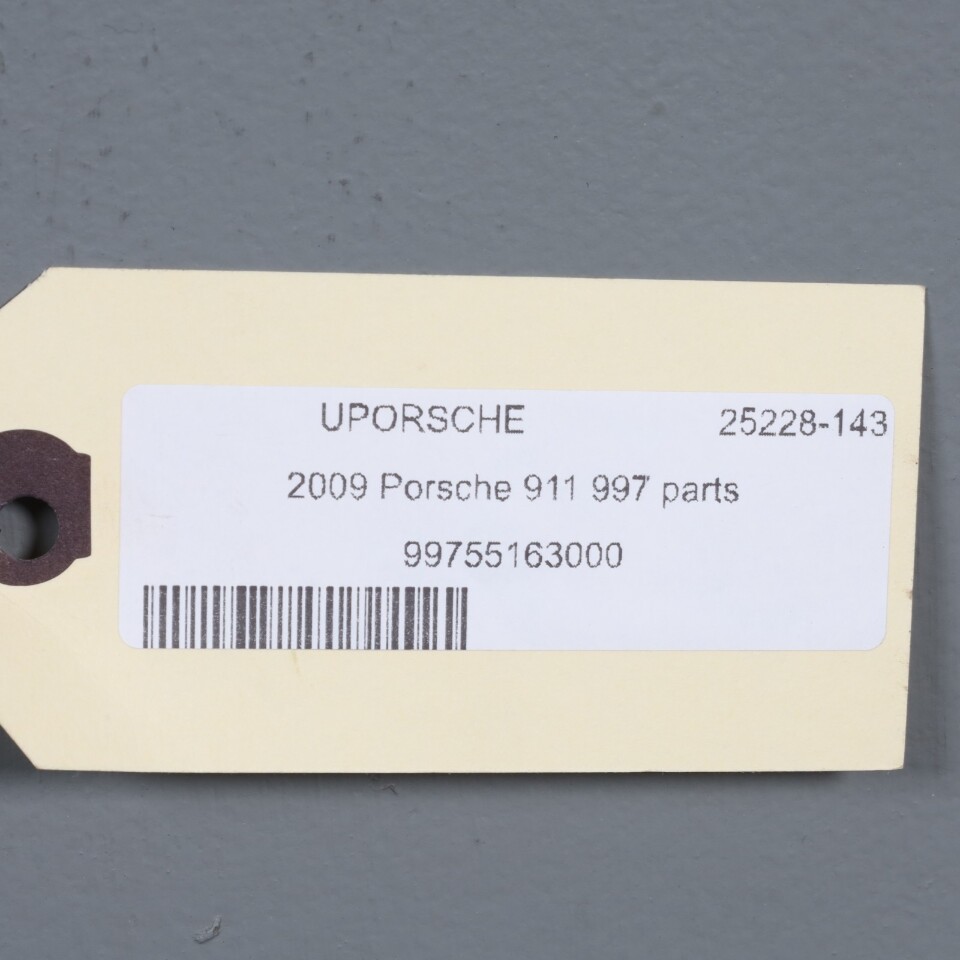 UPORSCHE 25228-143
2009 Porsche 911 997 parts
99755163000